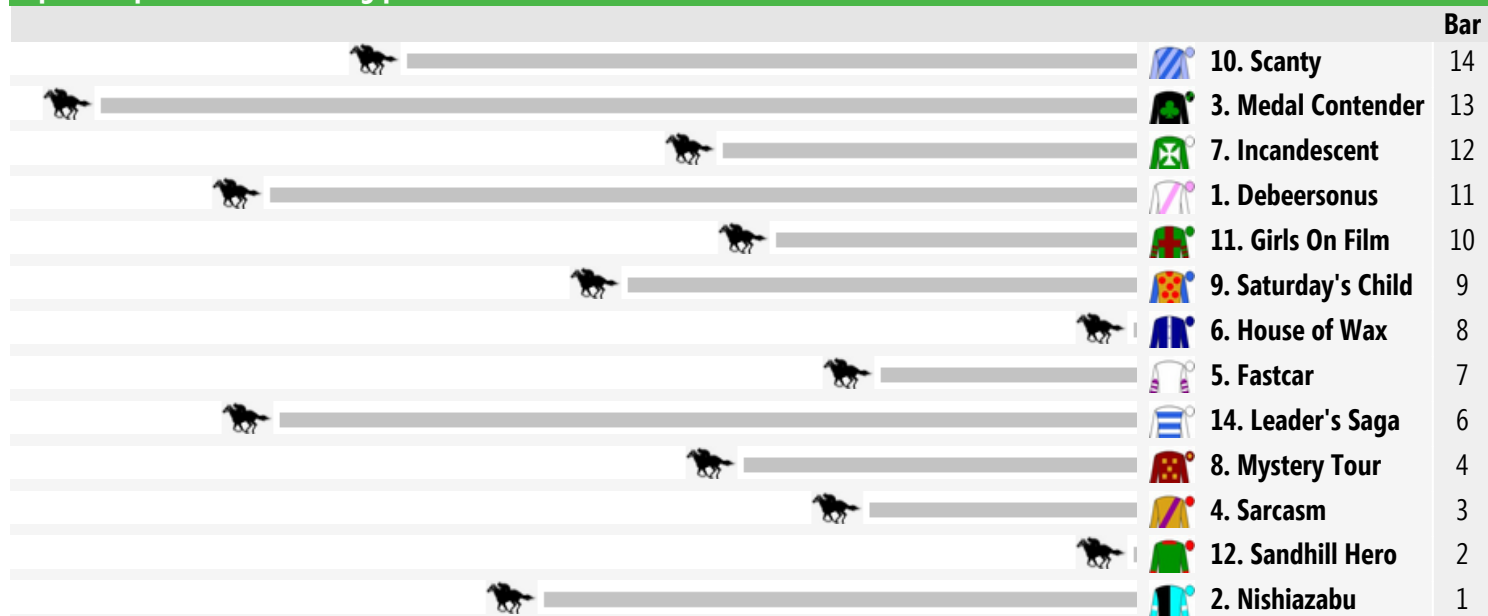 Bar
10. Scanty 14
3. Medal Contender 13
7. Incandescent 12
1. Debeersonus 11
11. Girls On Film 10
9. Saturday's Child 9
6. House of Wax 8
5. Fastcar 7
14. Leader's Saga 6
8. Mystery Tour 4
4. Sarcasm 3
12. Sandhill Hero 2
2. Nishiazabu 1